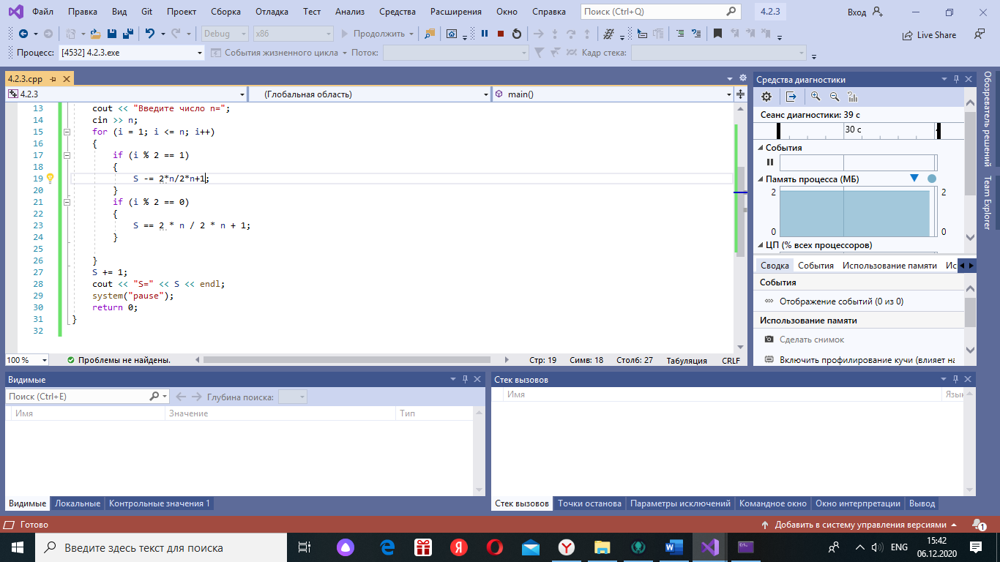 Файл Правка Вид Git Проект Сборка Отладка Тест Анализ Средства Расширения Окно Справка Поиск (Ctrl+Q) 4.2.3 Вход
Debug x86 Продолжить Live Share
Процесс: [4532] 4.2.3.exe События жизненного цикла Поток: Кадр стека:
4.2.3.cpp
4.2.3 (Глобальная область) main()
13 cout << "Введите число n=";
14 cin >> n;
15 for (i = 1; i <= n; i++)
16 {
17 if (i % 2 == 1)
18 {
19 S -= 2*n/2*n+1;
20 }
21 if (i % 2 == 0)
22 {
23 S == 2 * n / 2 * n + 1;
24 }
25
26 }
27 S += 1;
28 cout << "S=" << S << endl;
29 system("pause");
30 return 0;
31 }
32
100 % Проблемы не найдены. Стр: 19 Симв: 18 Столб: 27 Табуляция CRLF
Средства диагностики
Сеанс диагностики: 39 с
30 с
События
Память процесса (МБ)
2 2
0 0
ЦП (% всех процессоров)
Сводка События Использование памяти Ис
События
Отображение событий (0 из 0)
Использование памяти
Сделать снимок
Включить профилирование кучи (влияет на
Обозреватель решений
Team Explorer
Видимые
Поиск (Ctrl+E) Глубина поиска:
Имя Значение Тип
Видимые Локальные Контрольные значения 1
Стек вызовов
Имя Язык
Стек вызовов Точки останова Параметры исключений Командное окно Окно интерпретации Вывод
Готово Добавить в систему управления версиями 1
Введите здесь текст для поиска ENG 15:42
06.12.2020